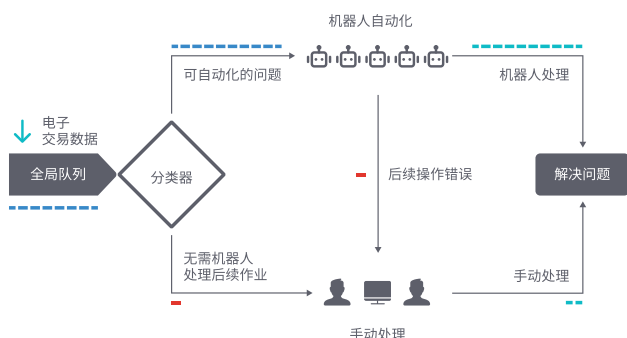 机器人自动化
可自动化的问题
机器人处理
电子
交易数据
全局队列
分类器
后续操作错误
解决问题
无需机器人
处理后续作业
手动处理
手动处理